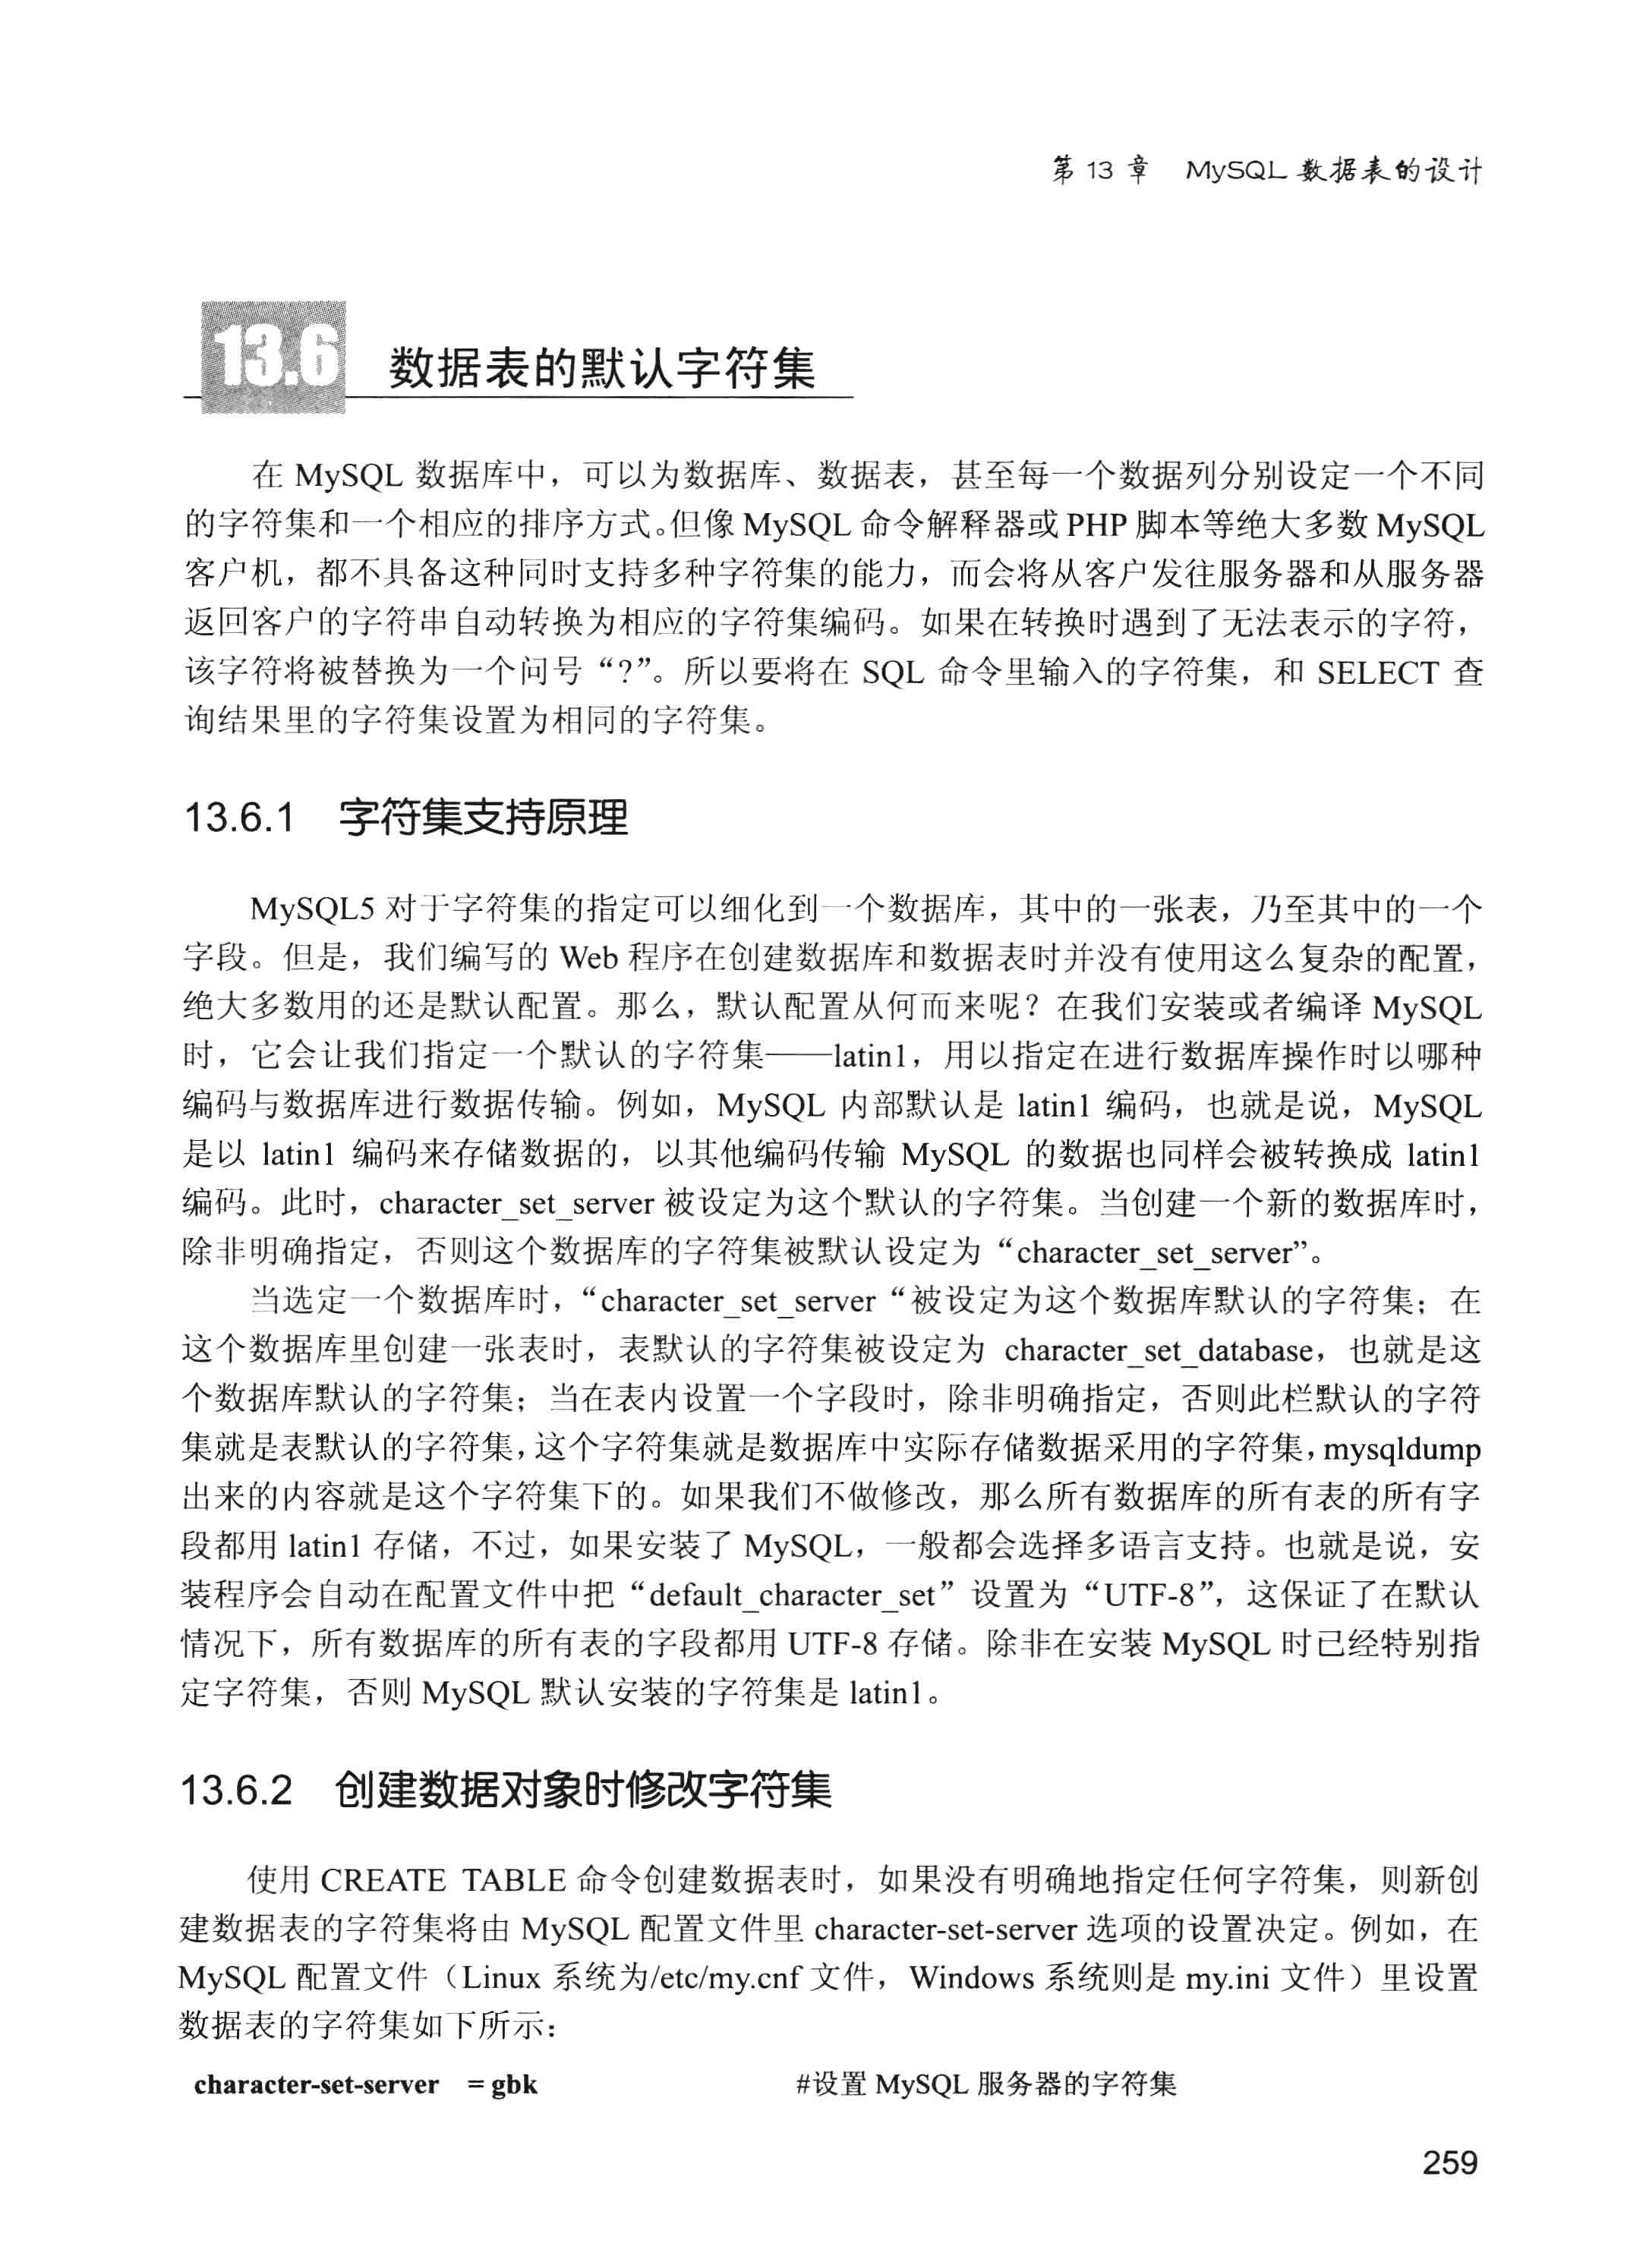 第 13 章 MySQL 数据表的设计
13.6 数据表的默认字符集
在 MySQL 数据库中，可以为数据库、数据表，甚至每一个数据列分别设定一个不同
的字符集和一个相应的排序方式。但像 MySQL 命令解释器或 PHP 脚本等绝大多数 MySQL
客户机，都不具备这种同时支持多种字符集的能力，而会将从客户发往服务器和从服务器
返回客户的字符串自动转换为相应的字符集编码。如果在转换时遇到了无法表示的字符，
该字符将被替换为一个问号“?”。所以要将在 SQL 命令里输入的字符集，和 SELECT 查
询结果里的字符集设置为相同的字符集。
13.6.1 字符集支持原理
MySQL5 对于字符集的指定可以细化到一个数据库，其中的一张表，乃至其中的一个
字段。但是，我们编写的 Web 程序在创建数据库和数据表时并没有使用这么复杂的配置，
绝大多数用的还是默认配置。那么，默认配置从何而来呢？在我们安装或者编译 MySQL
时，它会让我们指定一个默认的字符集——latin1，用以指定在进行数据库操作时以哪种
编码与数据库进行数据传输。例如，MySQL 内部默认是 latin1 编码，也就是说，MySQL
是以 latin1 编码来存储数据的，以其他编码传输 MySQL 的数据也同样会被转换成 latin1
编码。此时，character_set_server 被设定为这个默认的字符集。当创建一个新的数据库时，
除非明确指定，否则这个数据库的字符集被默认设定为“character_set_server”。
当选定一个数据库时，“character_set_server “被设定为这个数据库默认的字符集；在
这个数据库里创建一张表时，表默认的字符集被设定为 character_set_database，也就是这
个数据库默认的字符集；当在表内设置一个字段时，除非明确指定，否则此栏默认的字符
集就是表默认的字符集，这个字符集就是数据库中实际存储数据采用的字符集，mysqldump
出来的内容就是这个字符集下的。如果我们不做修改，那么所有数据库的所有表的所有字
段都用 latin1 存储，不过，如果安装了 MySQL，一般都会选择多语言支持。也就是说，安
装程序会自动在配置文件中把“default_character_set”设置为“UTF-8”，这保证了在默认
情况下，所有数据库的所有表的字段都用 UTF-8 存储。除非在安装 MySQL 时已经特别指
定字符集，否则 MySQL 默认安装的字符集是 latin1。
13.6.2 创建数据对象时修改字符集
使用 CREATE TABLE 命令创建数据表时，如果没有明确地指定任何字符集，则新创
建数据表的字符集将由 MySQL 配置文件里 character-set-server 选项的设置决定。例如，在
MySQL 配置文件（Linux 系统为/etc/my.cnf 文件，Windows 系统则是 my.ini 文件）里设置
数据表的字符集如下所示：
character-set-server = gbk #设置 MySQL 服务器的字符集
259